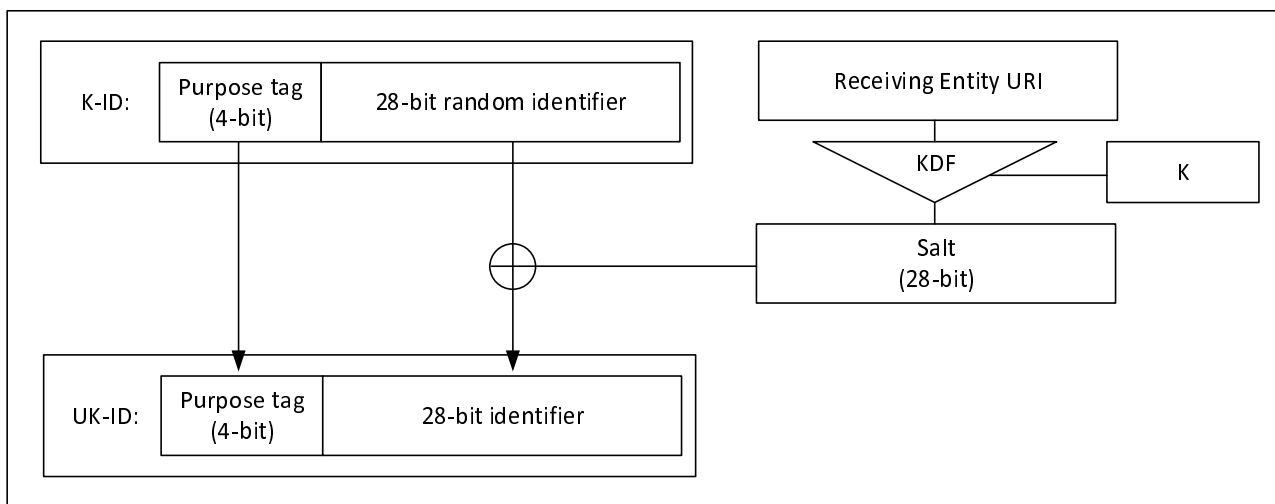 K-ID:
Purpose tag
(4-bit)
28-bit random identifier
Receiving Entity URI
KDF
K
Salt
(28-bit)
UK-ID:
Purpose tag
(4-bit)
28-bit identifier